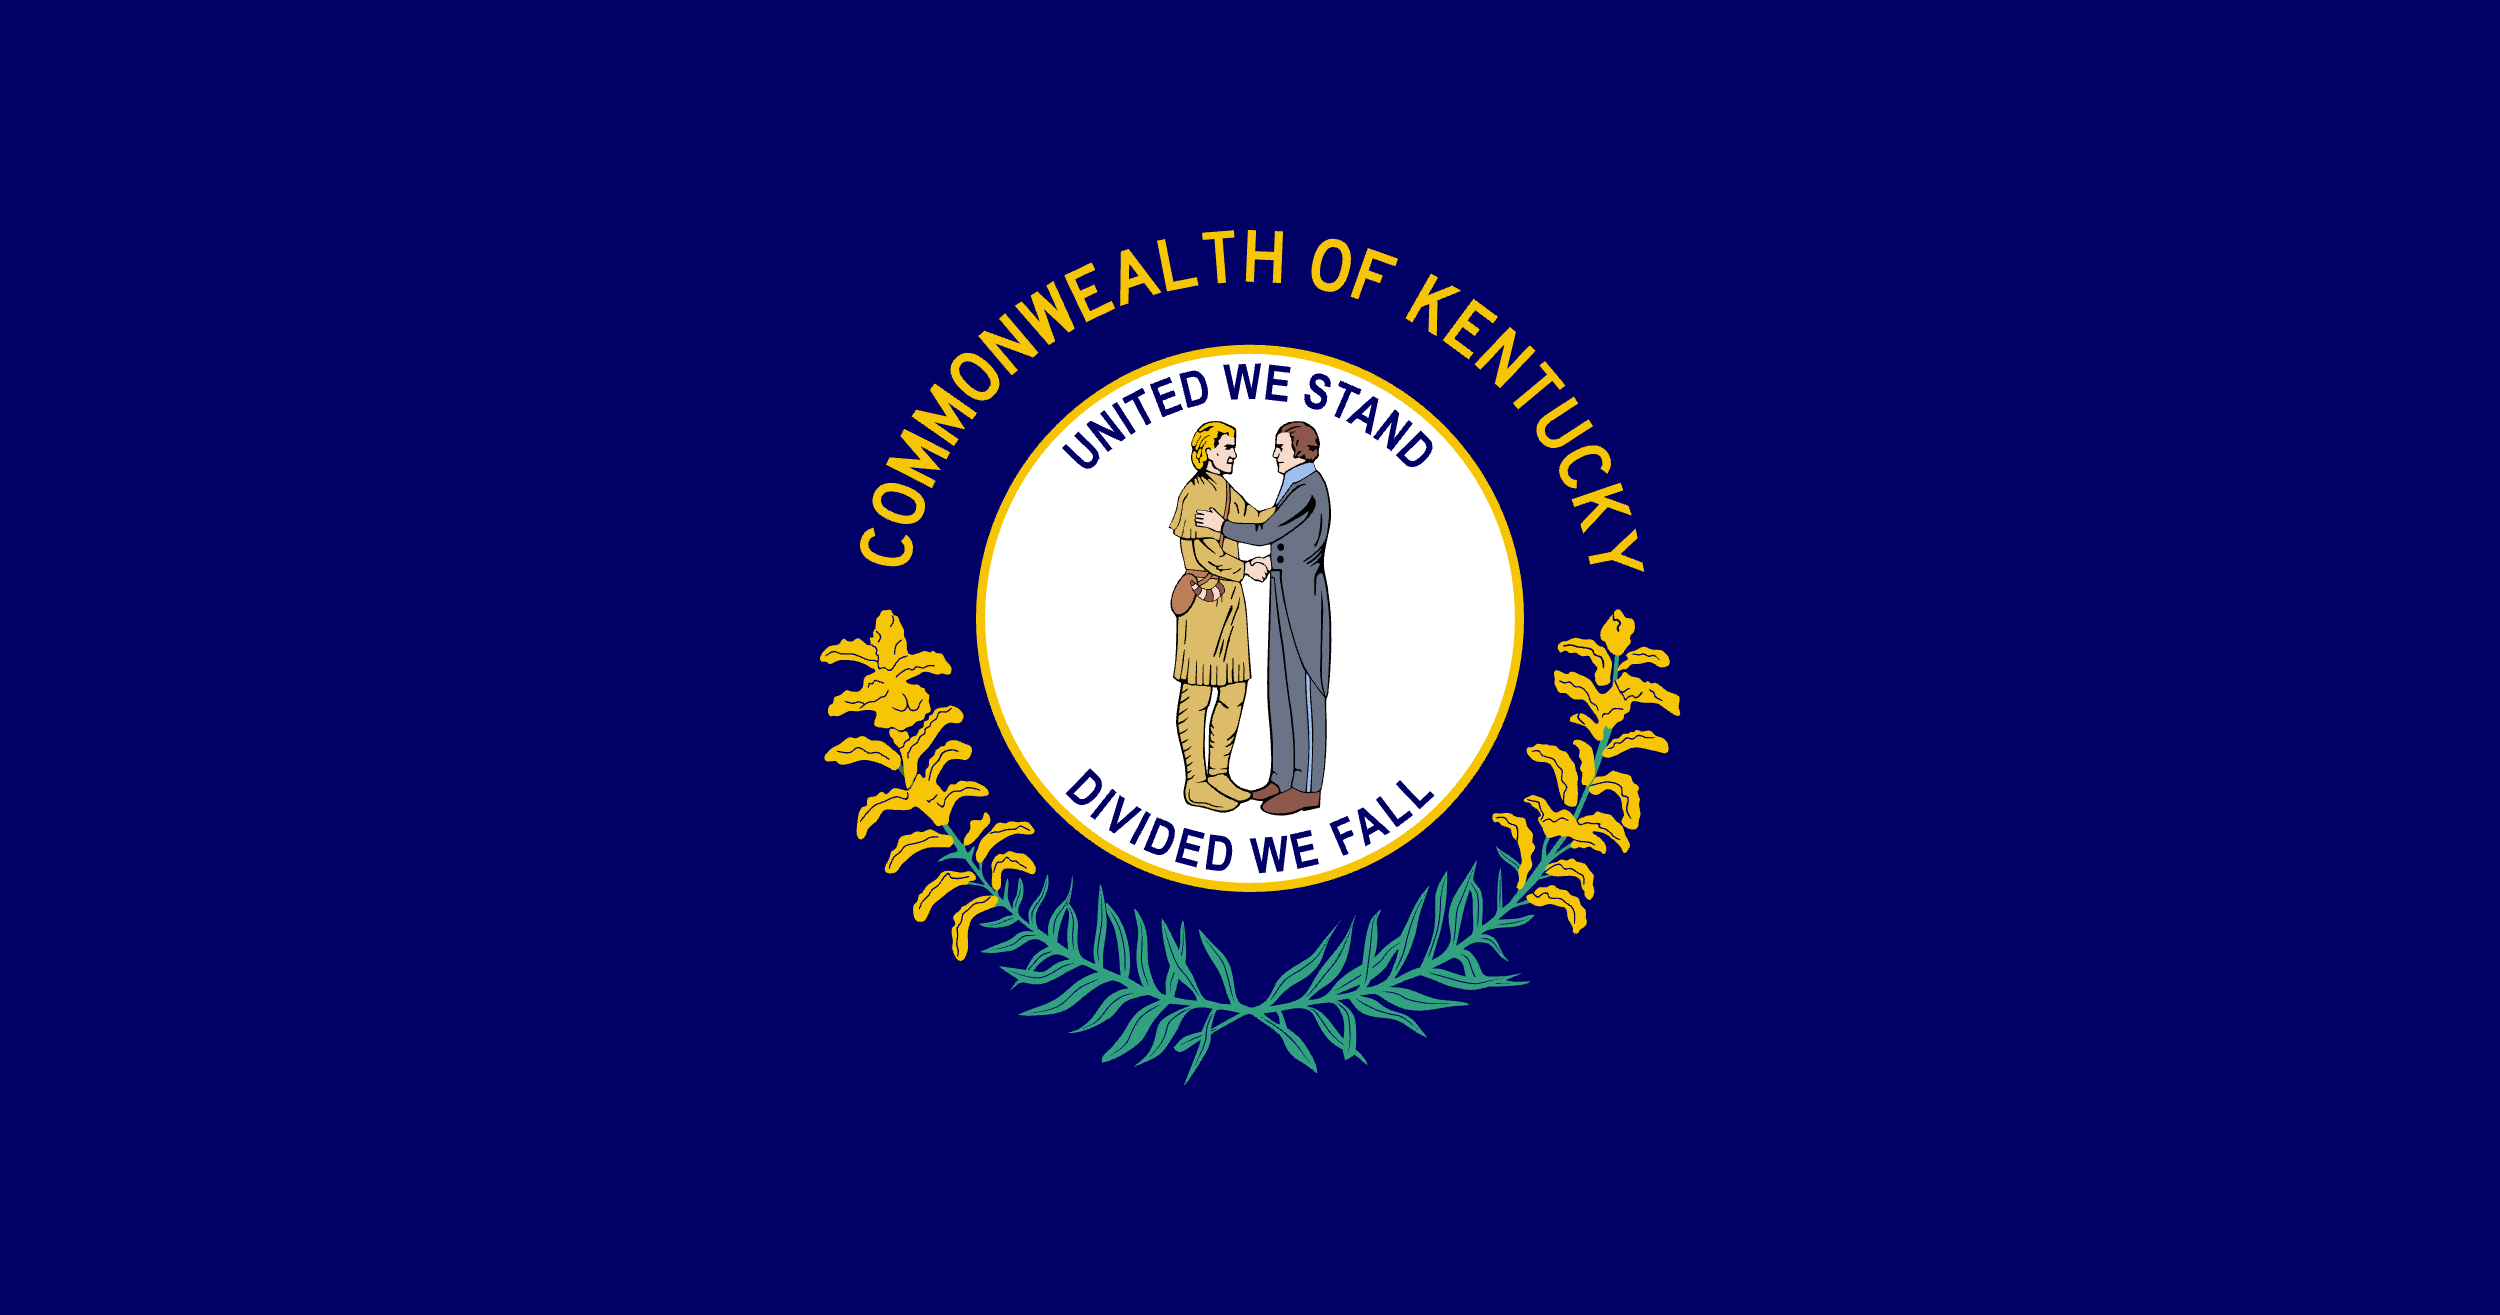 COMMONWEALTH OF KENTUCKY
UNITED WE STAND
DIVIDED WE FALL